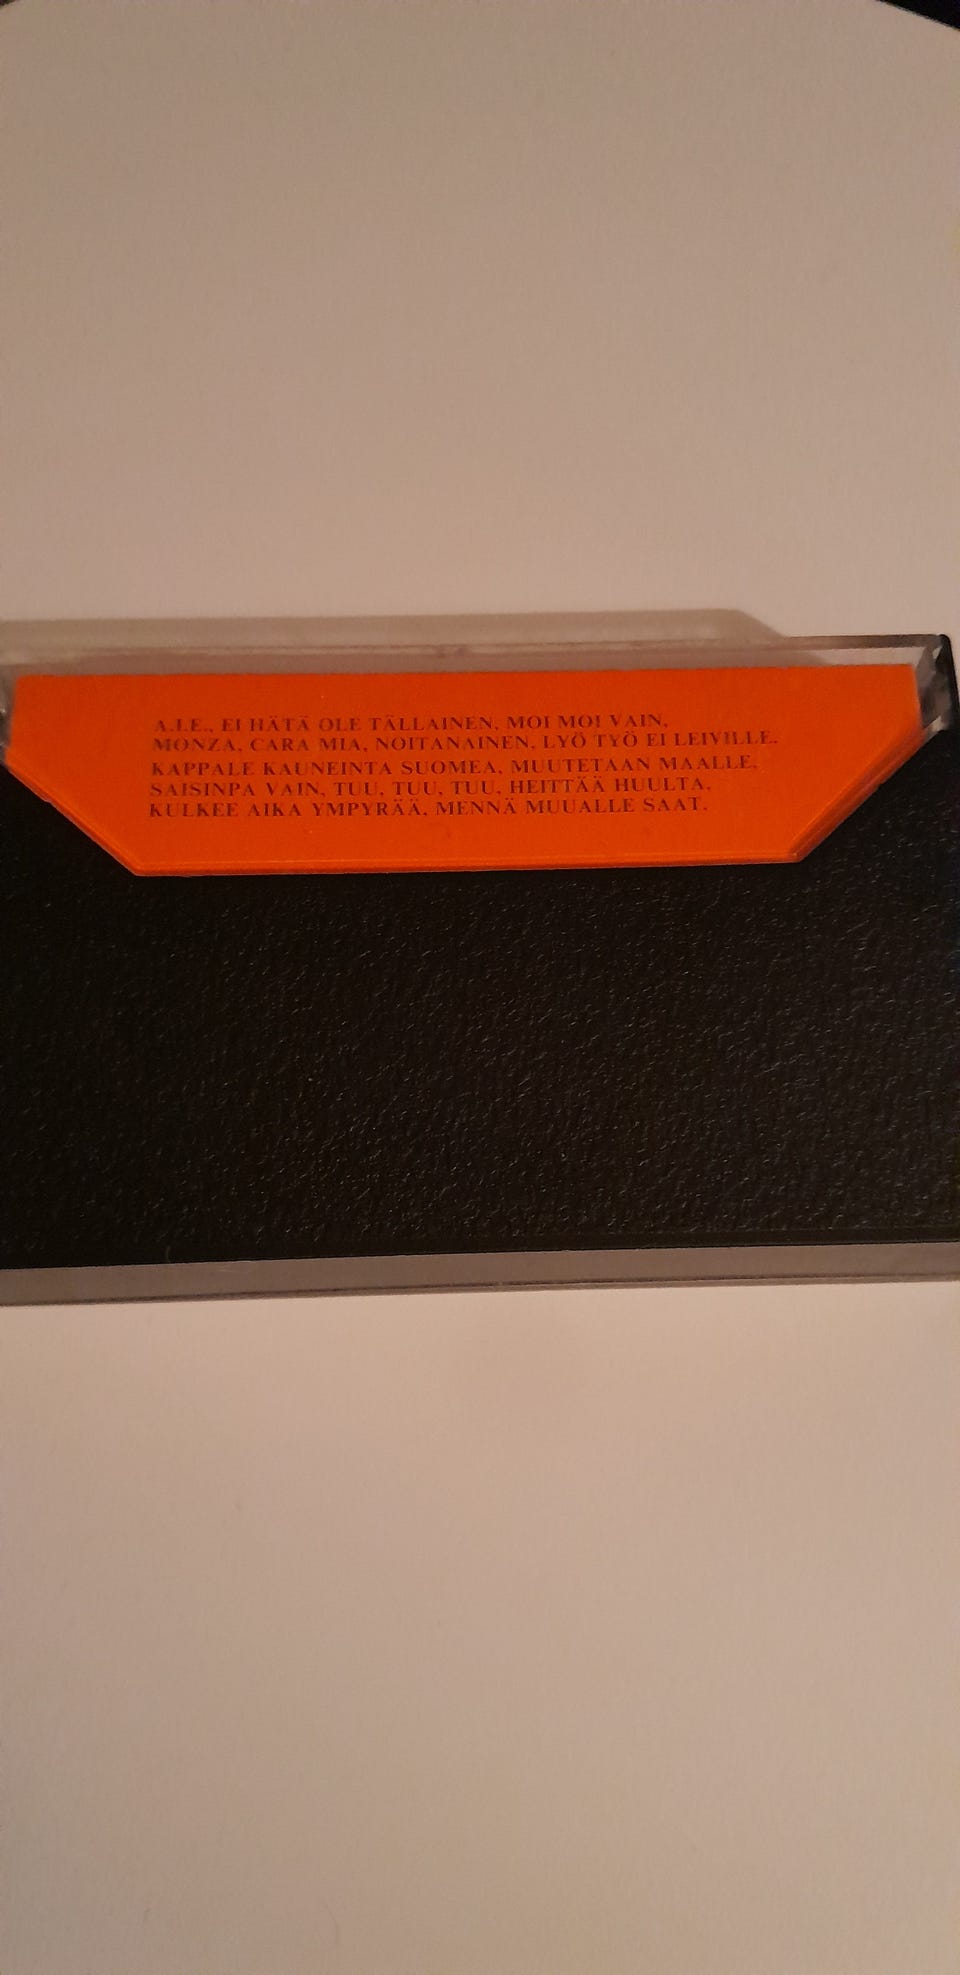 A.I.E., EI HÄTÄ OLE TÄLLAINEN, MOI MOI VAIN,
MONZA, CARA MIA, NOITANAINEN, LYÖ TYÖ EI LEIVILLE.
KAPPALE KAUNEINTA SUOMEA, MUUTETAAN MAALLE,
SAISINPA VAIN, TUU, TUU, TUU, HEITTÄÄ HUULTA,
KULKEE AIKA YMPYRÄÄ, MENNÄ MUUALLE SAAT.